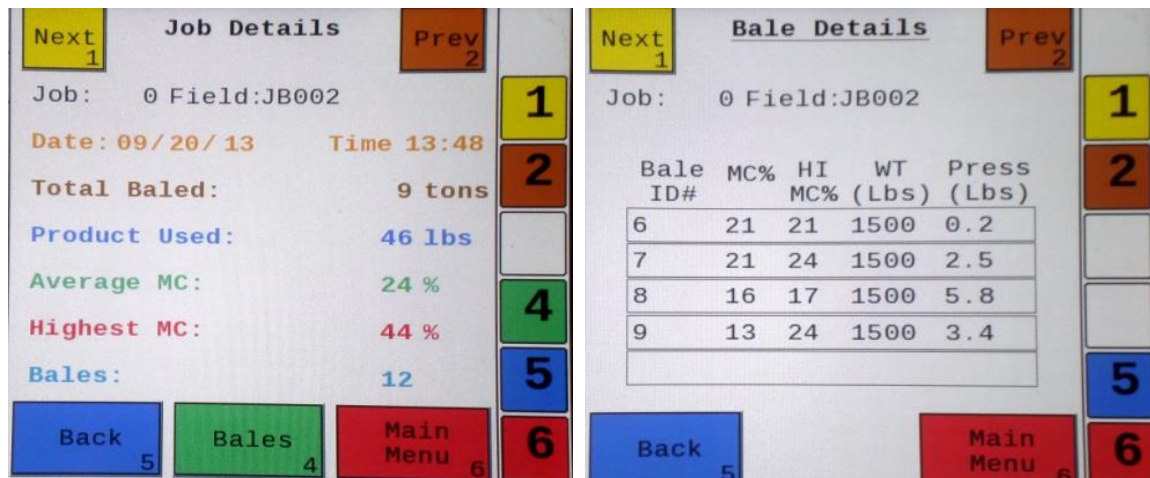 Next
1
Job Details
Prev
2
Job: 0 Field:JB002
Date: 09/20/13 Time 13:48
Total Baled: 9 tons
Product Used: 46 lbs
Average MC: 24 %
Highest MC: 44 %
Bales: 12
Back
5
Bales
4
Main
Menu
6
1
2
4
5
6
Next
1
Bale Details
Prev
2
Job: 0 Field:JB002
Bale MC% HI WT Press
ID# MC% (Lbs) (Lbs)
6 21 21 1500 0.2
7 21 24 1500 2.5
8 16 17 1500 5.8
9 13 24 1500 3.4
Back
5
Main
Menu
6
1
2
5
6